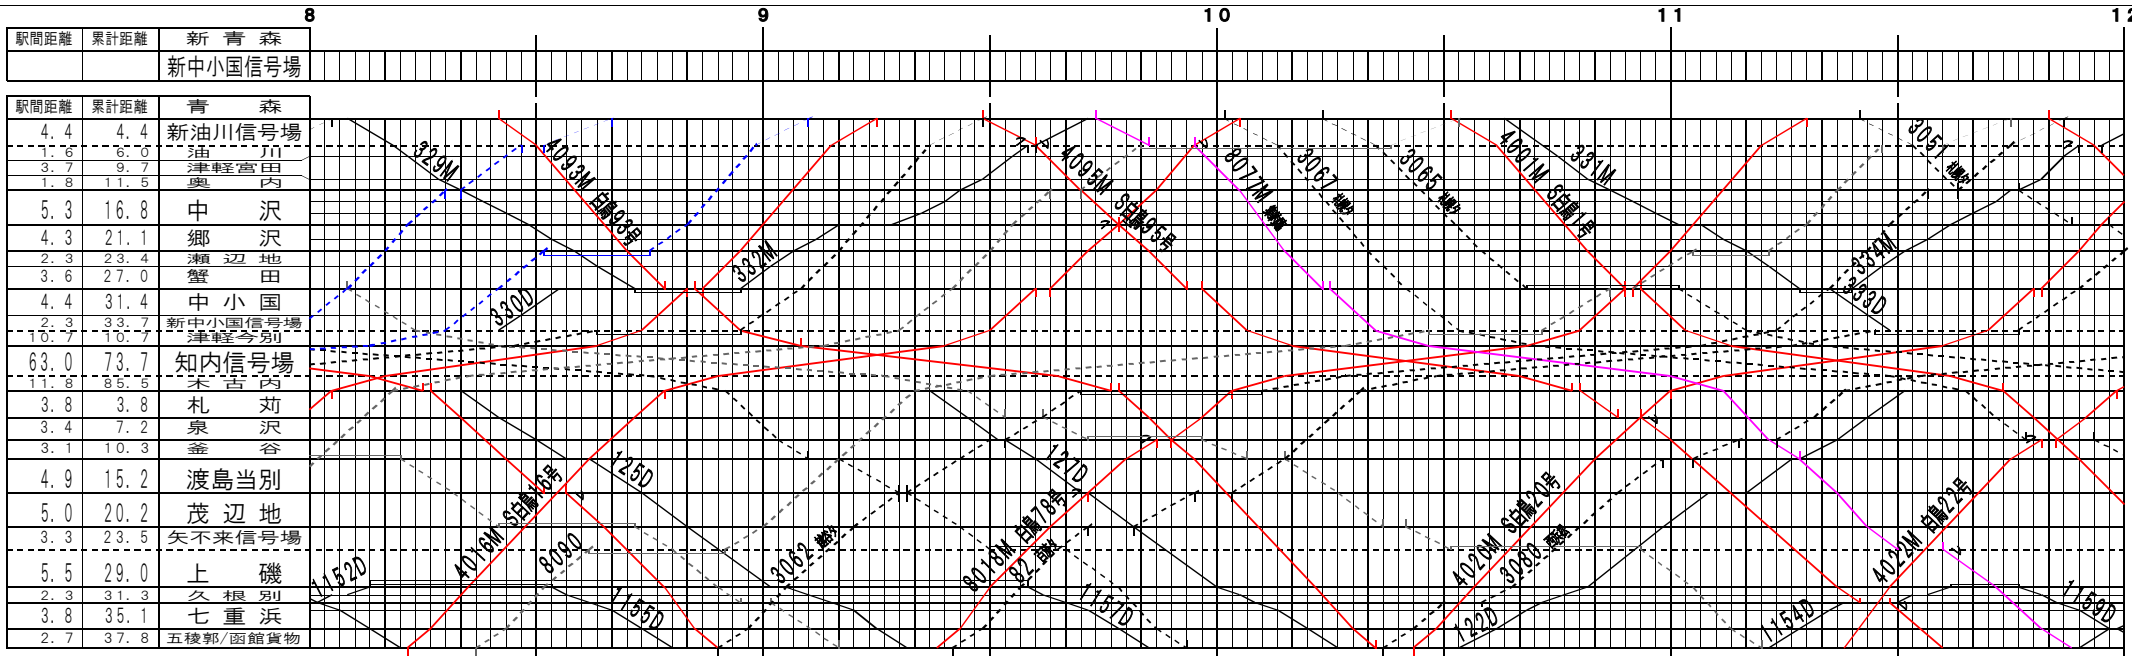 8 9 10 11 12
駅間距離 累計距離 新青森
新中小国信号場
駅間距離 累計距離 青森
4.4 4.4 新油川信号場
1.6 6.0 油川
3.7 9.7 津軽宮田
1.8 11.5 奥内
5.3 16.8 中沢
4.3 21.1 郷沢
2.3 23.4 瀬辺地
3.6 27.0 蟹田
4.4 31.4 中小国
2.3 33.7 新中小国信号場
10.7 10.7 津軽今別
63.0 73.7 知内信号場
11.8 85.5 木古内
3.8 3.8 札苅
3.4 7.2 泉沢
3.1 10.3 釜谷
4.9 15.2 渡島当別
5.0 20.2 茂辺地
3.3 23.5 矢不来信号場
5.5 29.0 上磯
2.3 31.3 久根別
3.8 35.1 七重浜
2.7 37.8 五稜郭/函館貨物
329M
4093M 白鳥93号
332M
330D
4095M S白鳥95号
8077M
3067 札幌タ
3065 札幌タ
4001M S白鳥1号
331M
3051 札幌タ
334M
333D
125D
4016M S白鳥16号
8090
1152D
1155D
3062
127D
8018M 白鳥78号
82
1157D
4020M S白鳥20号
3080
122D
1154D
4022M 白鳥22号
1159D